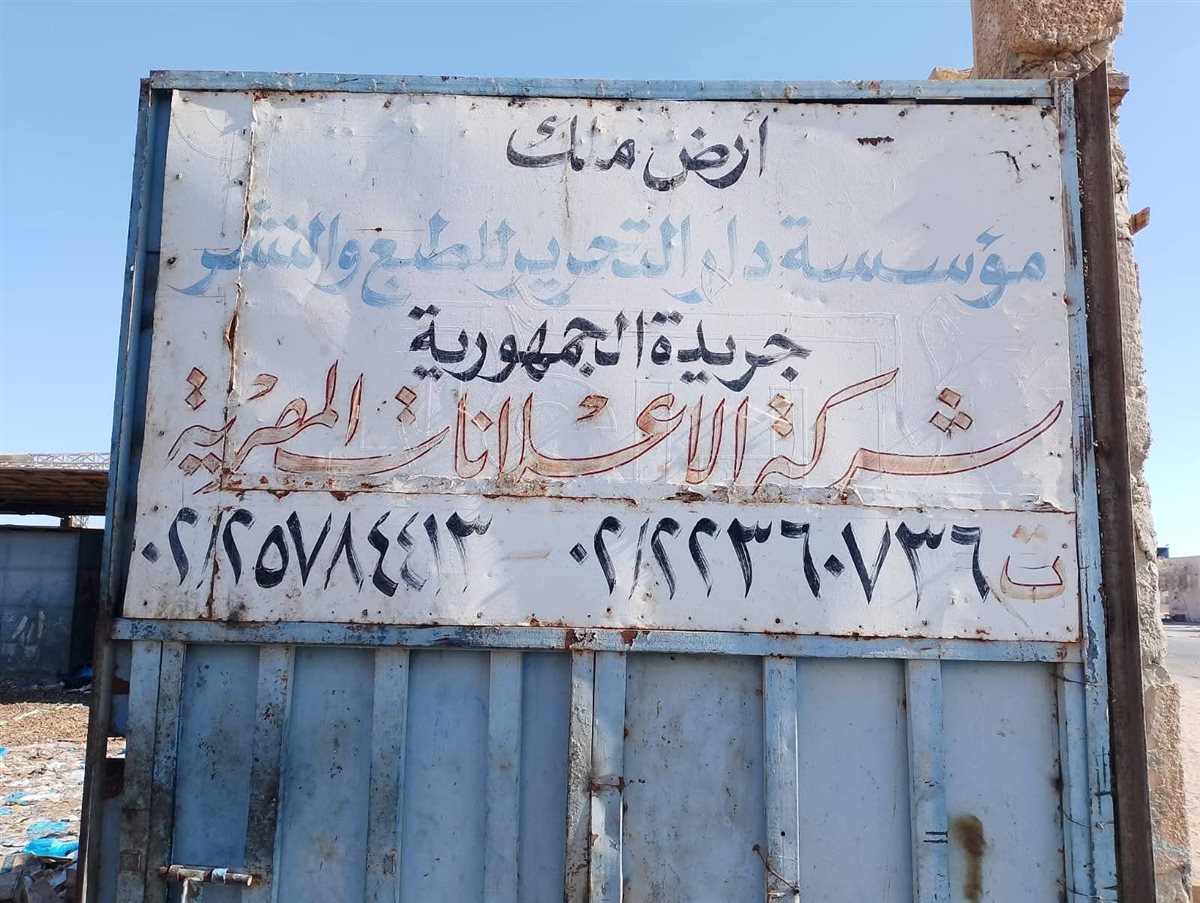 أرض ملك
مؤسسة دار التحرير للطبع والنشر
جريدة الجمهورية
شركة الاعلانات المصرية
ت ٠٢/٢٢٣٦٠٧٣٦ - ٠٢/٢٥٧٨٤٤١٣